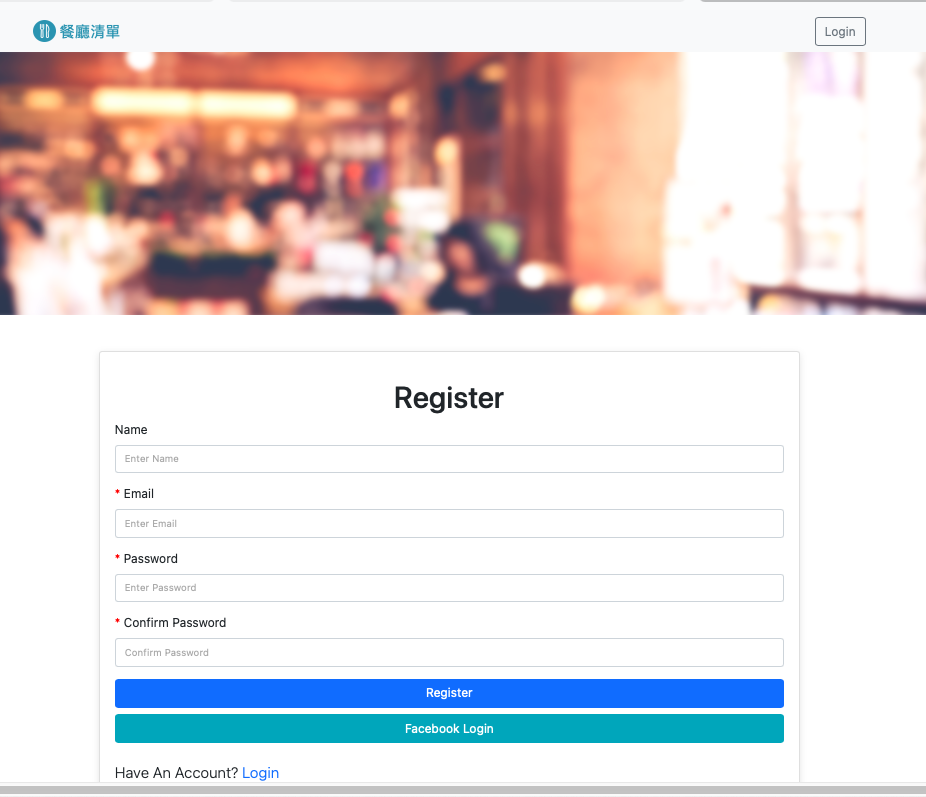 餐廳清單
Login
Register
Name
Enter Name
* Email
Enter Email
* Password
Enter Password
* Confirm Password
Confirm Password
Register
Facebook Login
Have An Account? Login